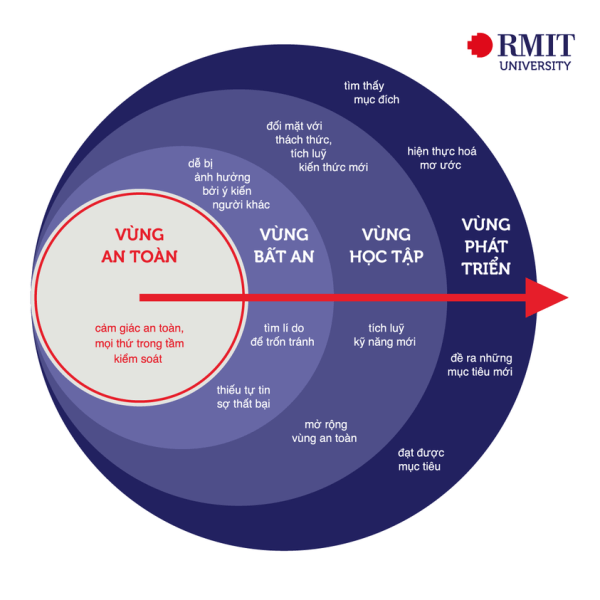 RMIT
UNIVERSITY
tìm thấy
mục đích
đối mặt với
thách thức,
tích luỹ
kiến thức mới
hiện thực hoá
mơ ước
dễ bị
ảnh hưởng
bởi ý kiến
người khác
VÙNG
AN TOÀN
VÙNG
BẤT AN
VÙNG
HỌC TẬP
VÙNG
PHÁT
TRIỂN
cảm giác an toàn,
mọi thứ trong tầm
kiểm soát
tìm lí do
để trốn tránh
tích luỹ
kỹ năng mới
đề ra những
mục tiêu mới
thiếu tự tin
sợ thất bại
mở rộng
vùng an toàn
đạt được
mục tiêu